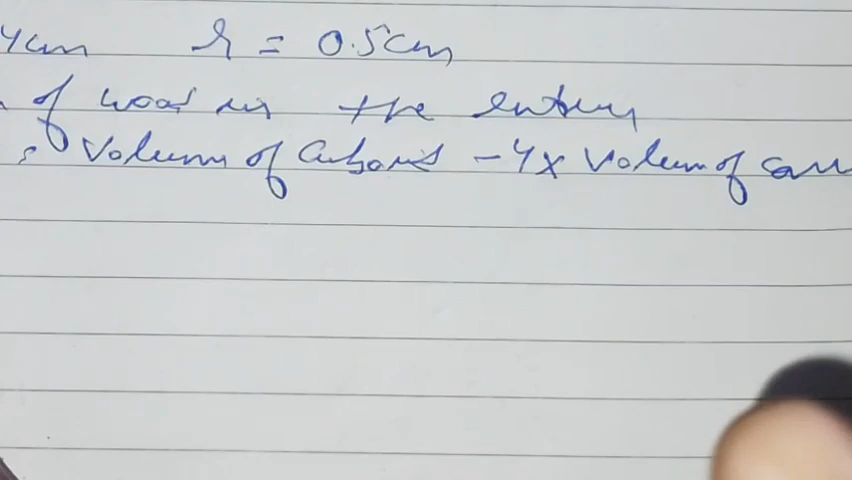 4cm r = 0.5cm
of wood in the entire
Volume of Cuboid - 4x Volume of